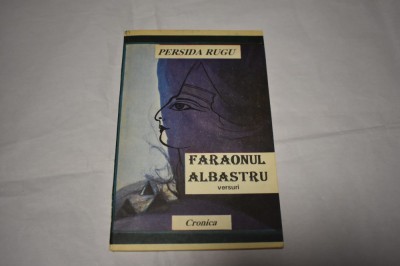 PERSIDA RUGU
FARAONUL
ALBASTRU
versuri
Cronica